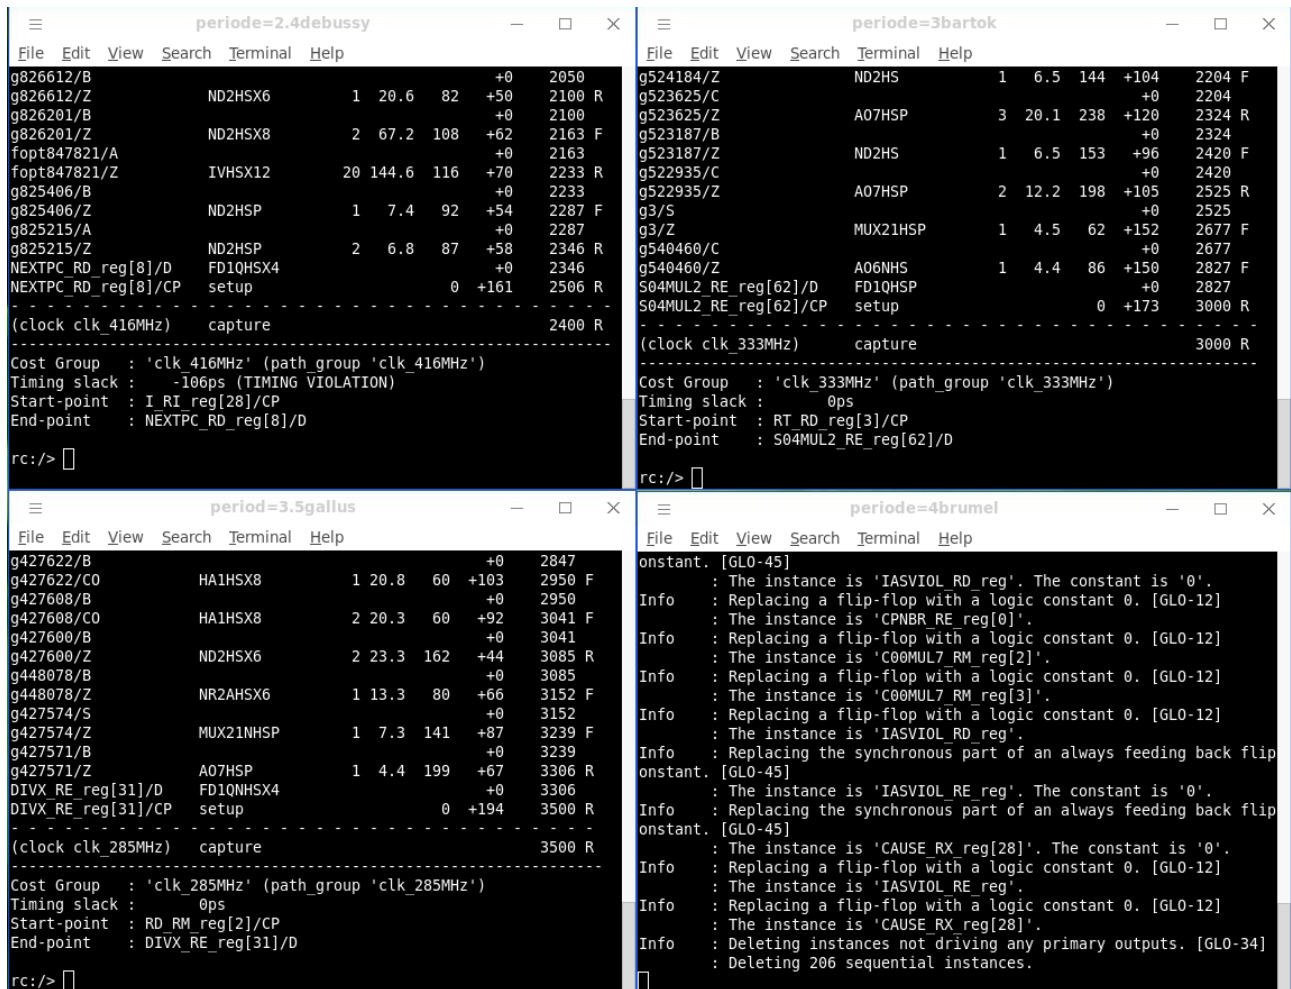 periode=2.4debussy
File Edit View Search Terminal Help
g826612/B +0 2050
g826612/Z ND2HSX6 1 20.6 82 +50 2100 R
g826201/B +0 2100
g826201/Z ND2HSX8 2 67.2 108 +62 2163 F
fopt847821/A +0 2163
fopt847821/Z IVHSX12 20 144.6 116 +70 2233 R
g825406/B +0 2233
g825406/Z ND2HSP 1 7.4 92 +54 2287 F
g825215/A +0 2287
g825215/Z ND2HSP 2 6.8 87 +58 2346 R
NEXTPC_RD_reg[8]/D FD1QHSX4 +0 2346
NEXTPC_RD_reg[8]/CP setup 0 +161 2506 R
- - - - - - - - - - - - - - - - - - - - - - - - - - -
(clock clk_416MHz) capture 2400 R
--------------------------------------------------------------------
Cost Group : 'clk_416MHz' (path_group 'clk_416MHz')
Timing slack : -106ps (TIMING VIOLATION)
Start-point : I_RI_reg[28]/CP
End-point : NEXTPC_RD_reg[8]/D
rc:/>
periode=3bartok
File Edit View Search Terminal Help
g524184/Z ND2HS 1 6.5 144 +104 2204 F
g523625/C +0 2204
g523625/Z AO7HSP 3 20.1 238 +120 2324 R
g523187/B +0 2324
g523187/Z ND2HS 1 6.5 153 +96 2420 F
g522935/C +0 2420
g522935/Z AO7HSP 2 12.2 198 +105 2525 R
g3/S +0 2525
g3/Z MUX21HSP 1 4.5 62 +152 2677 F
g540460/C +0 2677
g540460/Z AO6NHS 1 4.4 86 +150 2827 F
S04MUL2_RE_reg[62]/D FD1QHSP +0 2827
S04MUL2_RE_reg[62]/CP setup 0 +173 3000 R
- - - - - - - - - - - - - - - - - - - - - - - - - - -
(clock clk_333MHz) capture 3000 R
--------------------------------------------------------------------
Cost Group : 'clk_333MHz' (path_group 'clk_333MHz')
Timing slack : 0ps
Start-point : RT_RD_reg[3]/CP
End-point : S04MUL2_RE_reg[62]/D
rc:/>
period=3.5gallus
File Edit View Search Terminal Help
g427622/B +0 2847
g427622/CO HA1HSX8 1 20.8 60 +103 2950 F
g427608/B +0 2950
g427608/CO HA1HSX8 2 20.3 60 +92 3041 F
g427600/B +0 3041
g427600/Z ND2HSX6 2 23.3 162 +44 3085 R
g448078/B +0 3085
g448078/Z NR2AHSX6 1 13.3 80 +66 3152 F
g427574/S +0 3152
g427574/Z MUX21NHSP 1 7.3 141 +87 3239 F
g427571/B +0 3239
g427571/Z AO7HSP 1 4.4 199 +67 3306 R
DIVX_RE_reg[31]/D FD1QNHSX4 +0 3306
DIVX_RE_reg[31]/CP setup 0 +194 3500 R
- - - - - - - - - - - - - - - - - - - - - - - - - -
(clock clk_285MHz) capture 3500 R
------------------------------------------------------------------
Cost Group : 'clk_285MHz' (path_group 'clk_285MHz')
Timing slack : 0ps
Start-point : RD_RM_reg[2]/CP
End-point : DIVX_RE_reg[31]/D
rc:/>
periode=4brumel
File Edit View Search Terminal Help
onstant. [GLO-45]
: The instance is 'IASVIOL_RD_reg'. The constant is '0'.
Info : Replacing a flip-flop with a logic constant 0. [GLO-12]
: The instance is 'CPNBR_RE_reg[0]'.
Info : Replacing a flip-flop with a logic constant 0. [GLO-12]
: The instance is 'C00MUL7_RM_reg[2]'.
Info : Replacing a flip-flop with a logic constant 0. [GLO-12]
: The instance is 'C00MUL7_RM_reg[3]'.
Info : Replacing a flip-flop with a logic constant 0. [GLO-12]
: The instance is 'IASVIOL_RD_reg'.
Info : Replacing the synchronous part of an always feeding back flip
onstant. [GLO-45]
: The instance is 'IASVIOL_RE_reg'. The constant is '0'.
Info : Replacing the synchronous part of an always feeding back flip
onstant. [GLO-45]
: The instance is 'CAUSE_RX_reg[28]'. The constant is '0'.
Info : Replacing a flip-flop with a logic constant 0. [GLO-12]
: The instance is 'IASVIOL_RE_reg'.
Info : Replacing a flip-flop with a logic constant 0. [GLO-12]
: The instance is 'CAUSE_RX_reg[28]'.
Info : Deleting instances not driving any primary outputs. [GLO-34]
: Deleting 206 sequential instances.